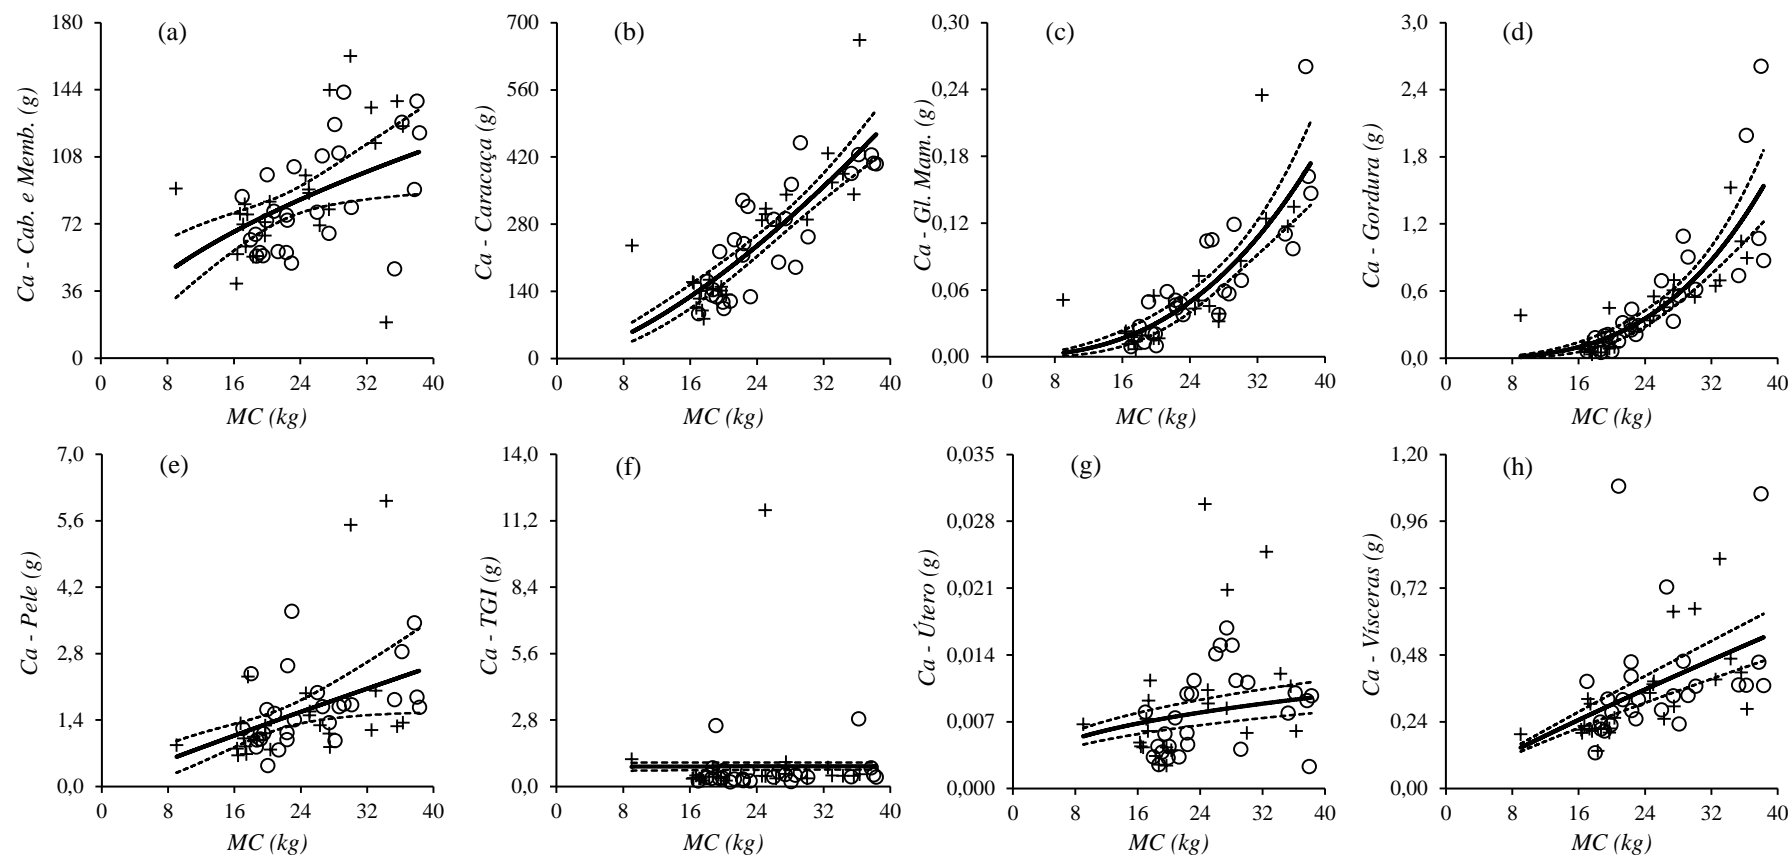 (a)
Ca - Cab. e Memb. (g)
180
144
108
72
36
0
0 8 16 24 32 40
MC (kg)
(b)
Ca - Caracaça (g)
700
560
420
280
140
0
0 8 16 24 32 40
MC (kg)
(c)
Ca - Gl. Mam. (g)
0,30
0,24
0,18
0,12
0,06
0,00
0 8 16 24 32 40
MC (kg)
(d)
Ca - Gordura (g)
3,0
2,4
1,8
1,2
0,6
0,0
0 8 16 24 32 40
MC (kg)
(e)
Ca - Pele (g)
7,0
5,6
4,2
2,8
1,4
0,0
0 8 16 24 32 40
MC (kg)
(f)
Ca - TGI (g)
14,0
11,2
8,4
5,6
2,8
0,0
0 8 16 24 32 40
MC (kg)
(g)
Ca - Útero (g)
0,035
0,028
0,021
0,014
0,007
0,000
0 8 16 24 32 40
MC (kg)
(h)
Ca - Vísceras (g)
1,20
0,96
0,72
0,48
0,24
0,00
0 8 16 24 32 40
MC (kg)